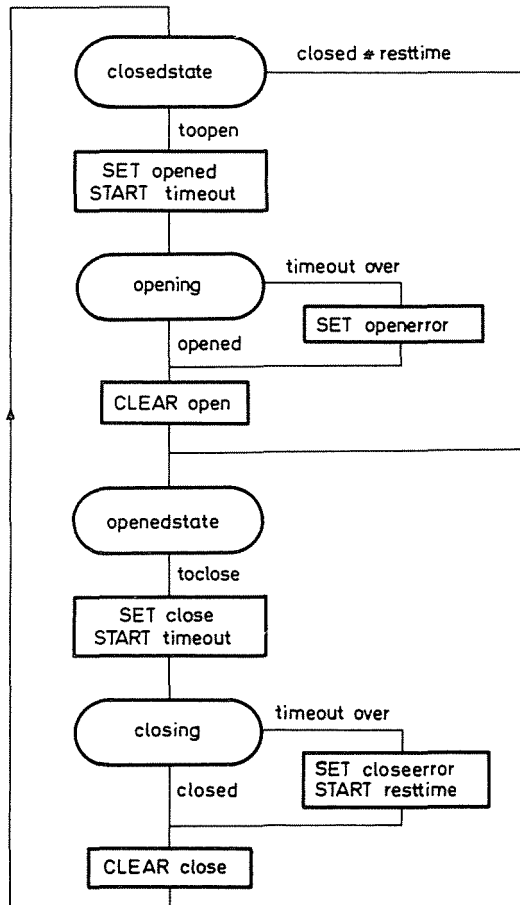 closedstate
closed # resttime
toopen
SET opened
START timeout
opening
timeout over
SET openerror
opened
CLEAR open
openedstate
toclose
SET close
START timeout
closing
timeout over
SET closeerror
START resttime
closed
CLEAR close